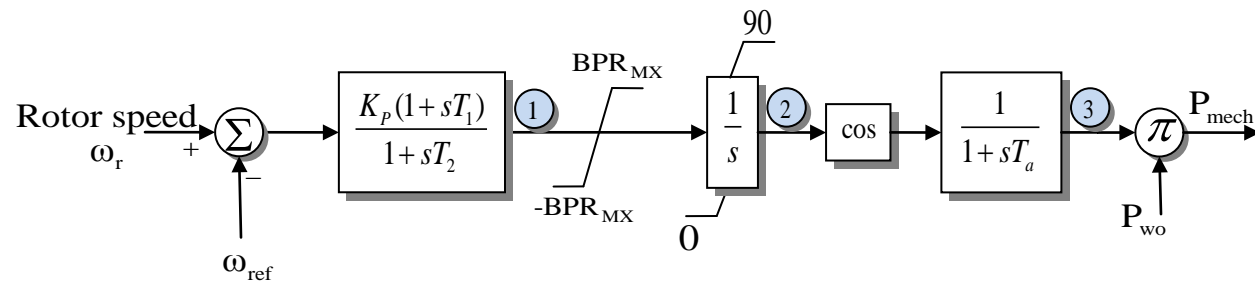 Rotor speed
ω_r
+
Σ
−
ω_ref
K_P(1+sT_1)
1+sT_2
1
BPR_MX
-BPR_MX
90
1
s
0
2
cos
1
1+sT_a
3
π
P_mech
P_wo